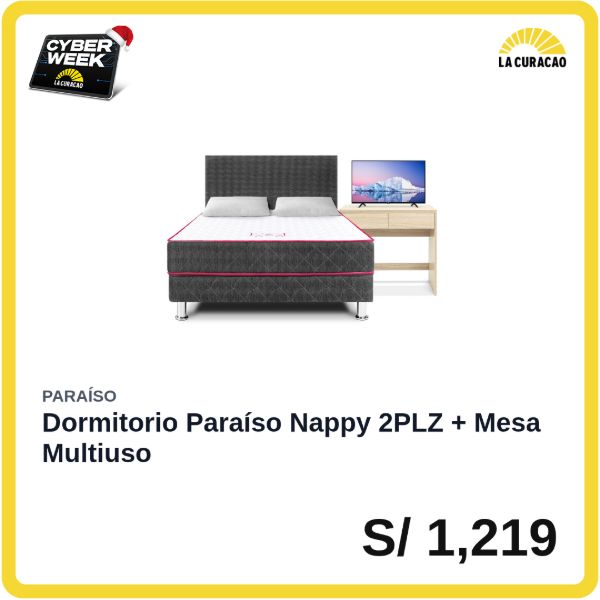 CYBER
WEEK
LA CURACAO
LA CURACAO
PARAÍSO
Dormitorio Paraíso Nappy 2PLZ + Mesa
Multiuso
S/ 1,219